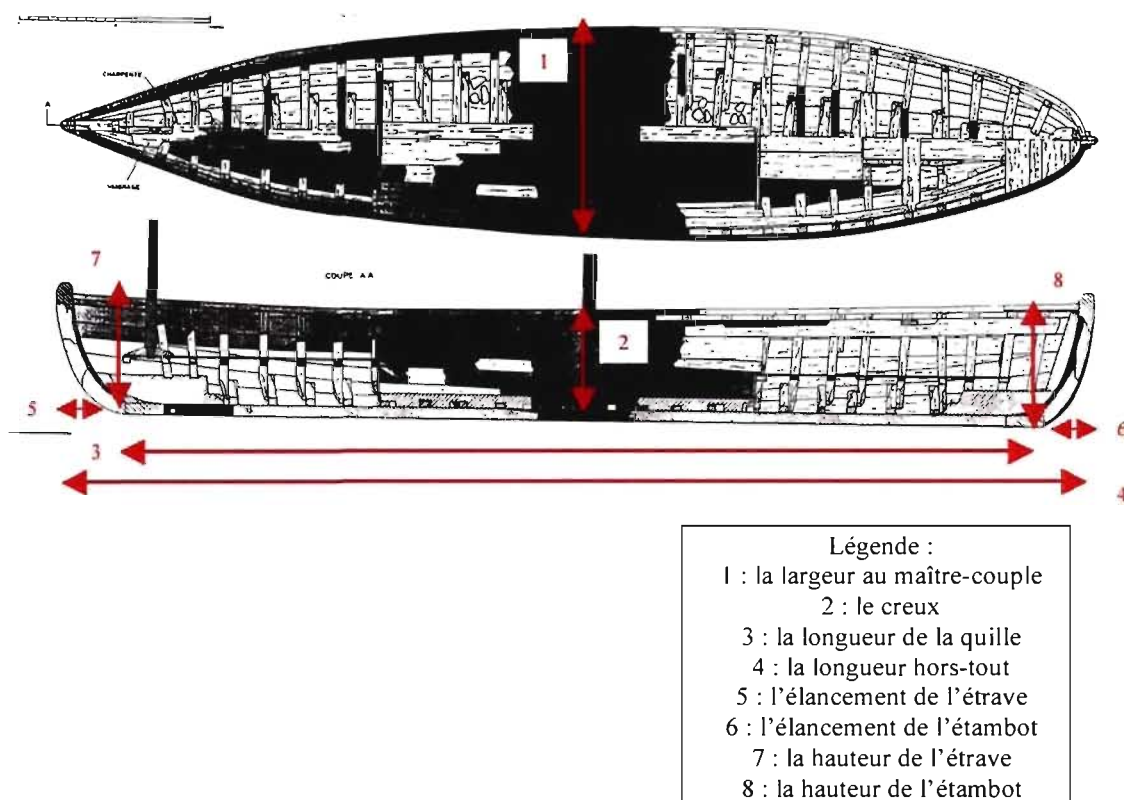 1
CHARPENTE
A
VAIGRAGE
7
COUPE AA
8
2
5
6
3
4
Légende :
1 : la largeur au maître-couple
2 : le creux
3 : la longueur de la quille
4 : la longueur hors-tout
5 : l'élancement de l'étrave
6 : l'élancement de l'étambot
7 : la hauteur de l'étrave
8 : la hauteur de l'étambot